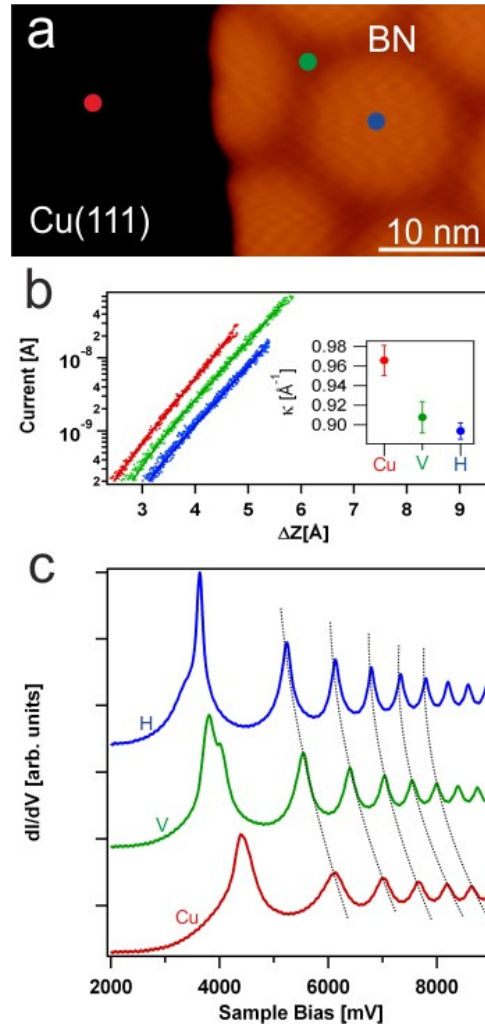 a
BN
Cu(111)
10 nm
b
Current [A]
4
2
10-8
4
2
10-9
4
2
3 4 5 6 7 8 9
ΔZ[Å]
κ [Å-1]
0.98
0.96
0.94
0.92
0.90
Cu V H
c
dI/dV [arb. units]
H
V
Cu
2000 4000 6000 8000
Sample Bias [mV]